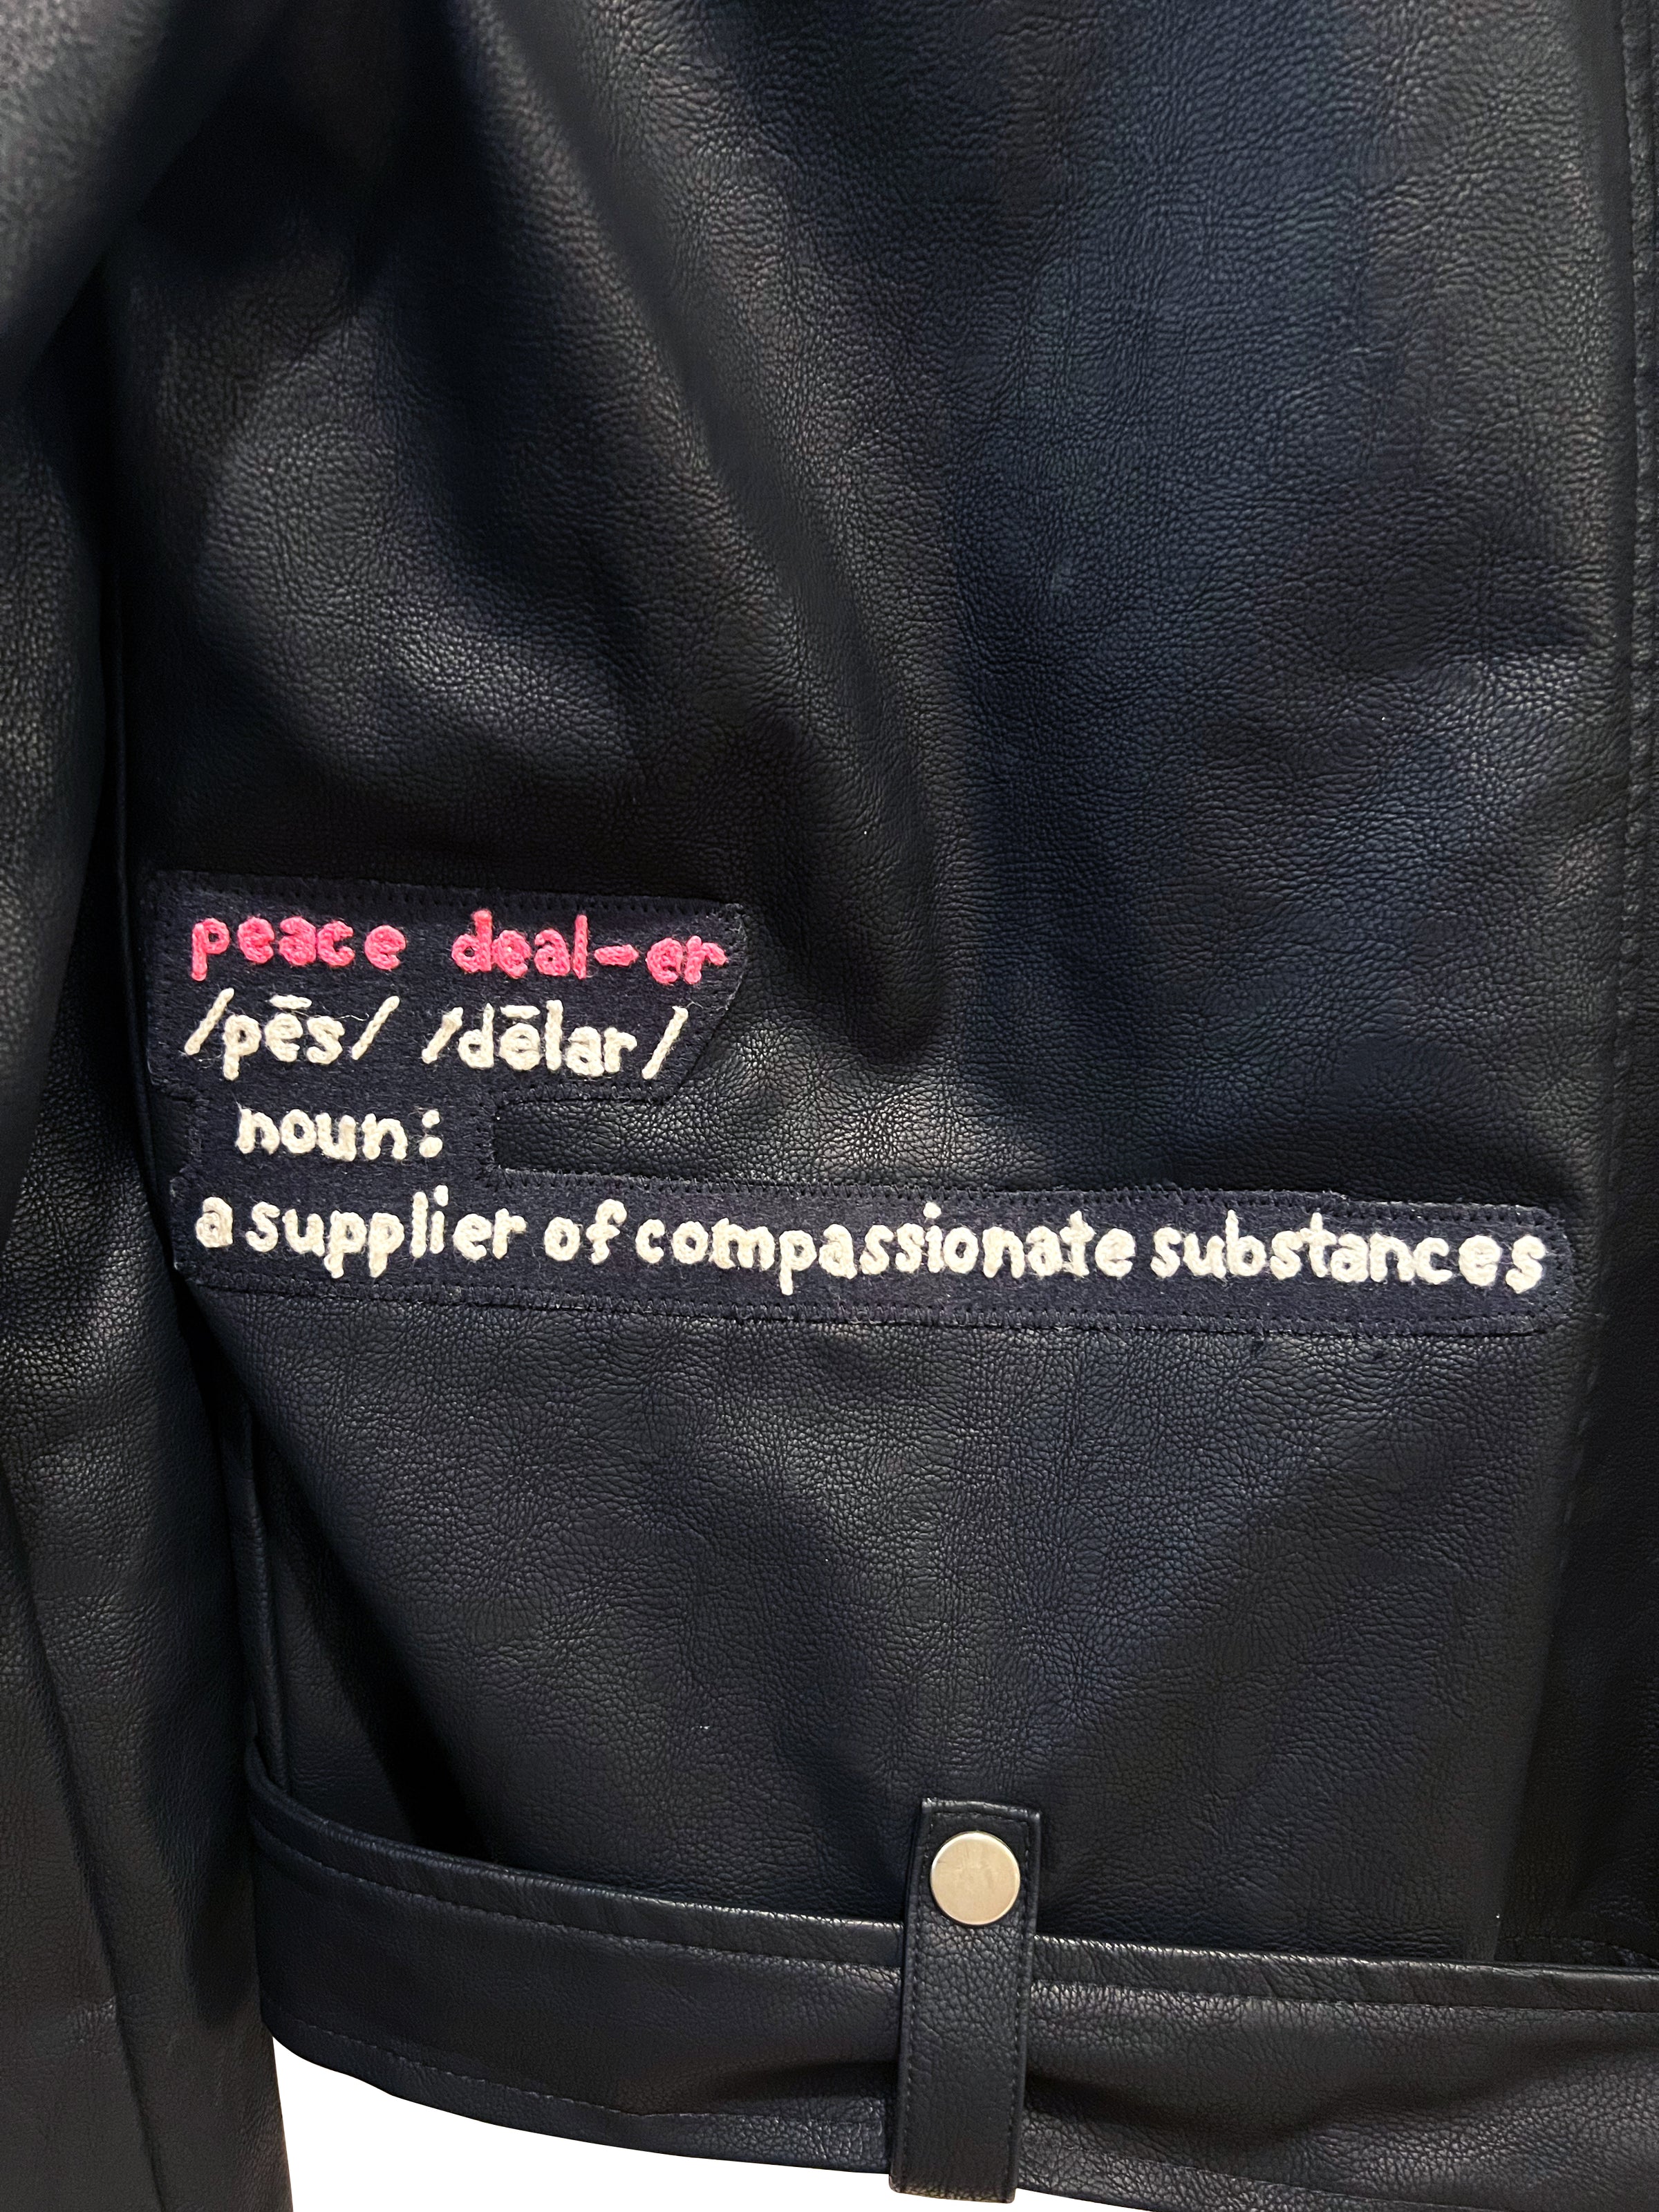 peace deal-er
/pēs/ /dēlar/
noun:
a supplier of compassionate substances